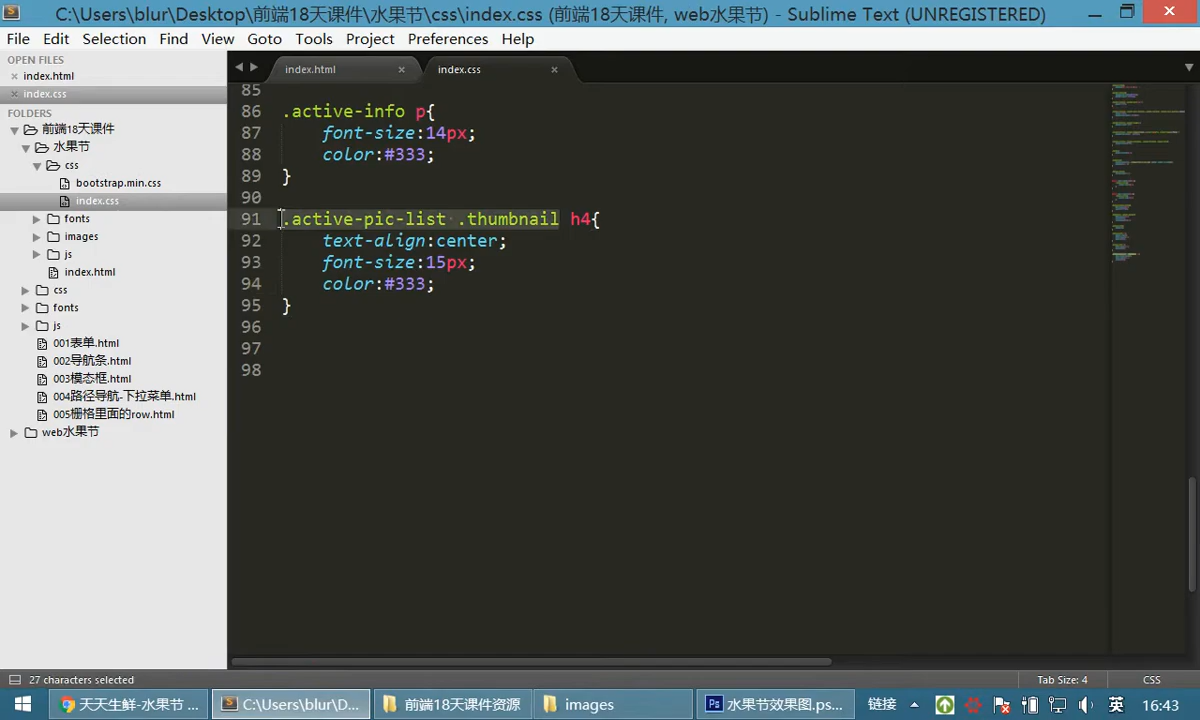 C:\Users\blur\Desktop\前端18天课件\水果节\css\index.css (前端18天课件, web水果节) - Sublime Text (UNREGISTERED)
File Edit Selection Find View Goto Tools Project Preferences Help
OPEN FILES
index.html
index.css
FOLDERS
前端18天课件
水果节
css
bootstrap.min.css
index.css
fonts
images
js
index.html
css
fonts
js
001表单.html
002导航条.html
003模态框.html
004路径导航-下拉菜单.html
005栅格里面的row.html
web水果节
index.html
index.css
85
86 .active-info p{
87 font-size:14px;
88 color:#333;
89 }
90
91 .active-pic-list .thumbnail h4{
92 text-align:center;
93 font-size:15px;
94 color:#333;
95 }
96
97
98
27 characters selected
Tab Size: 4
CSS
天天生鲜-水果节 ...
C:\Users\blur\D...
前端18天课件资源
images
水果节效果图.ps...
链接
英
16:43